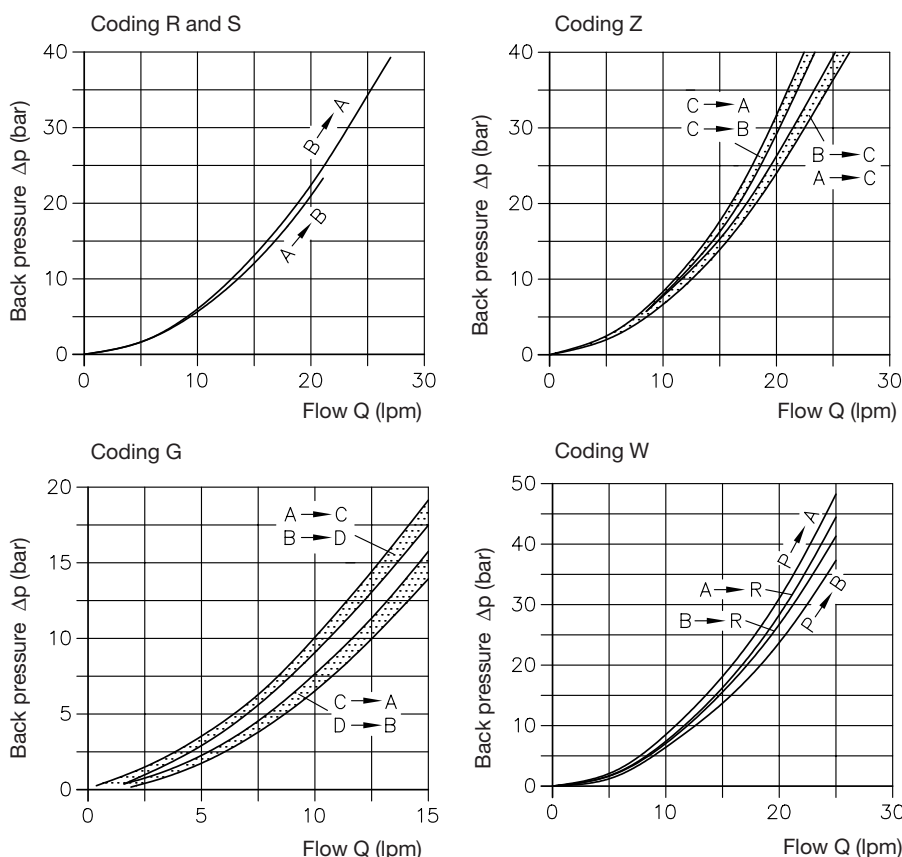 Coding R and S
40
30
20
10
0
0
10
20
30
Back pressure Δp (bar)
Flow Q (lpm)
B → A
A → B
Coding Z
40
30
20
10
0
0
10
20
30
Back pressure Δp (bar)
Flow Q (lpm)
C → A
C → B
B → C
A → C
Coding G
20
15
10
5
0
0
5
10
15
Back pressure Δp (bar)
Flow Q (lpm)
A → C
B → D
C → A
D → B
Coding W
50
40
30
20
10
0
0
10
20
30
Back pressure Δp (bar)
Flow Q (lpm)
P → A
A → R
B → R
P → B